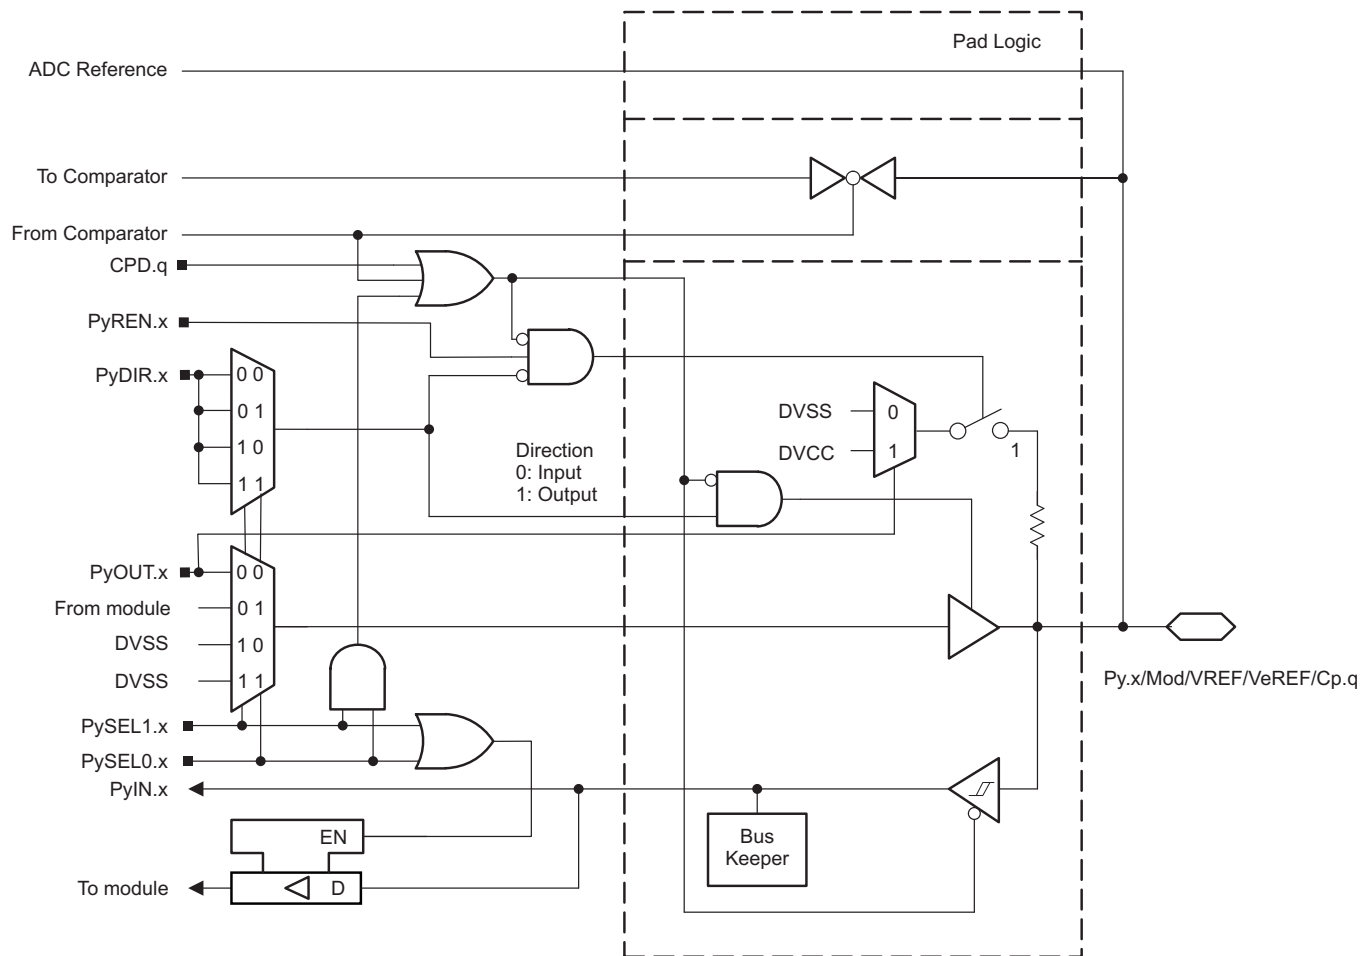 Pad Logic
ADC Reference
To Comparator
From Comparator
CPD.q
PyREN.x
PyDIR.x
0 0
0 1
1 0
1 1
DVSS
0
DVCC
1
1
Direction
0: Input
1: Output
PyOUT.x
0 0
From module
0 1
DVSS
1 0
DVSS
1 1
Py.x/Mod/VREF/VeREF/Cp.q
PySEL1.x
PySEL0.x
PyIN.x
EN
Bus
Keeper
To module
D